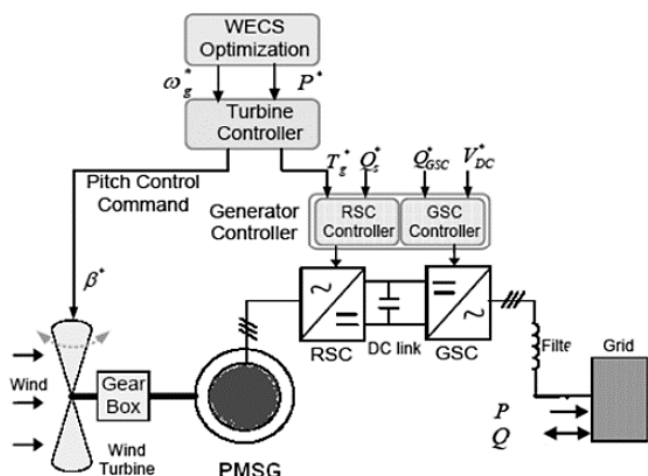 WECS
Optimization
ω*g P*
Turbine
Controller
T*g Q*s Q*GSC V*DC
Pitch Control
Command
Generator
Controller
RSC
Controller
GSC
Controller
β*
RSC
DC link
GSC
Filte
Grid
Wind
Gear
Box
P
Q
Wind
Turbine
PMSG